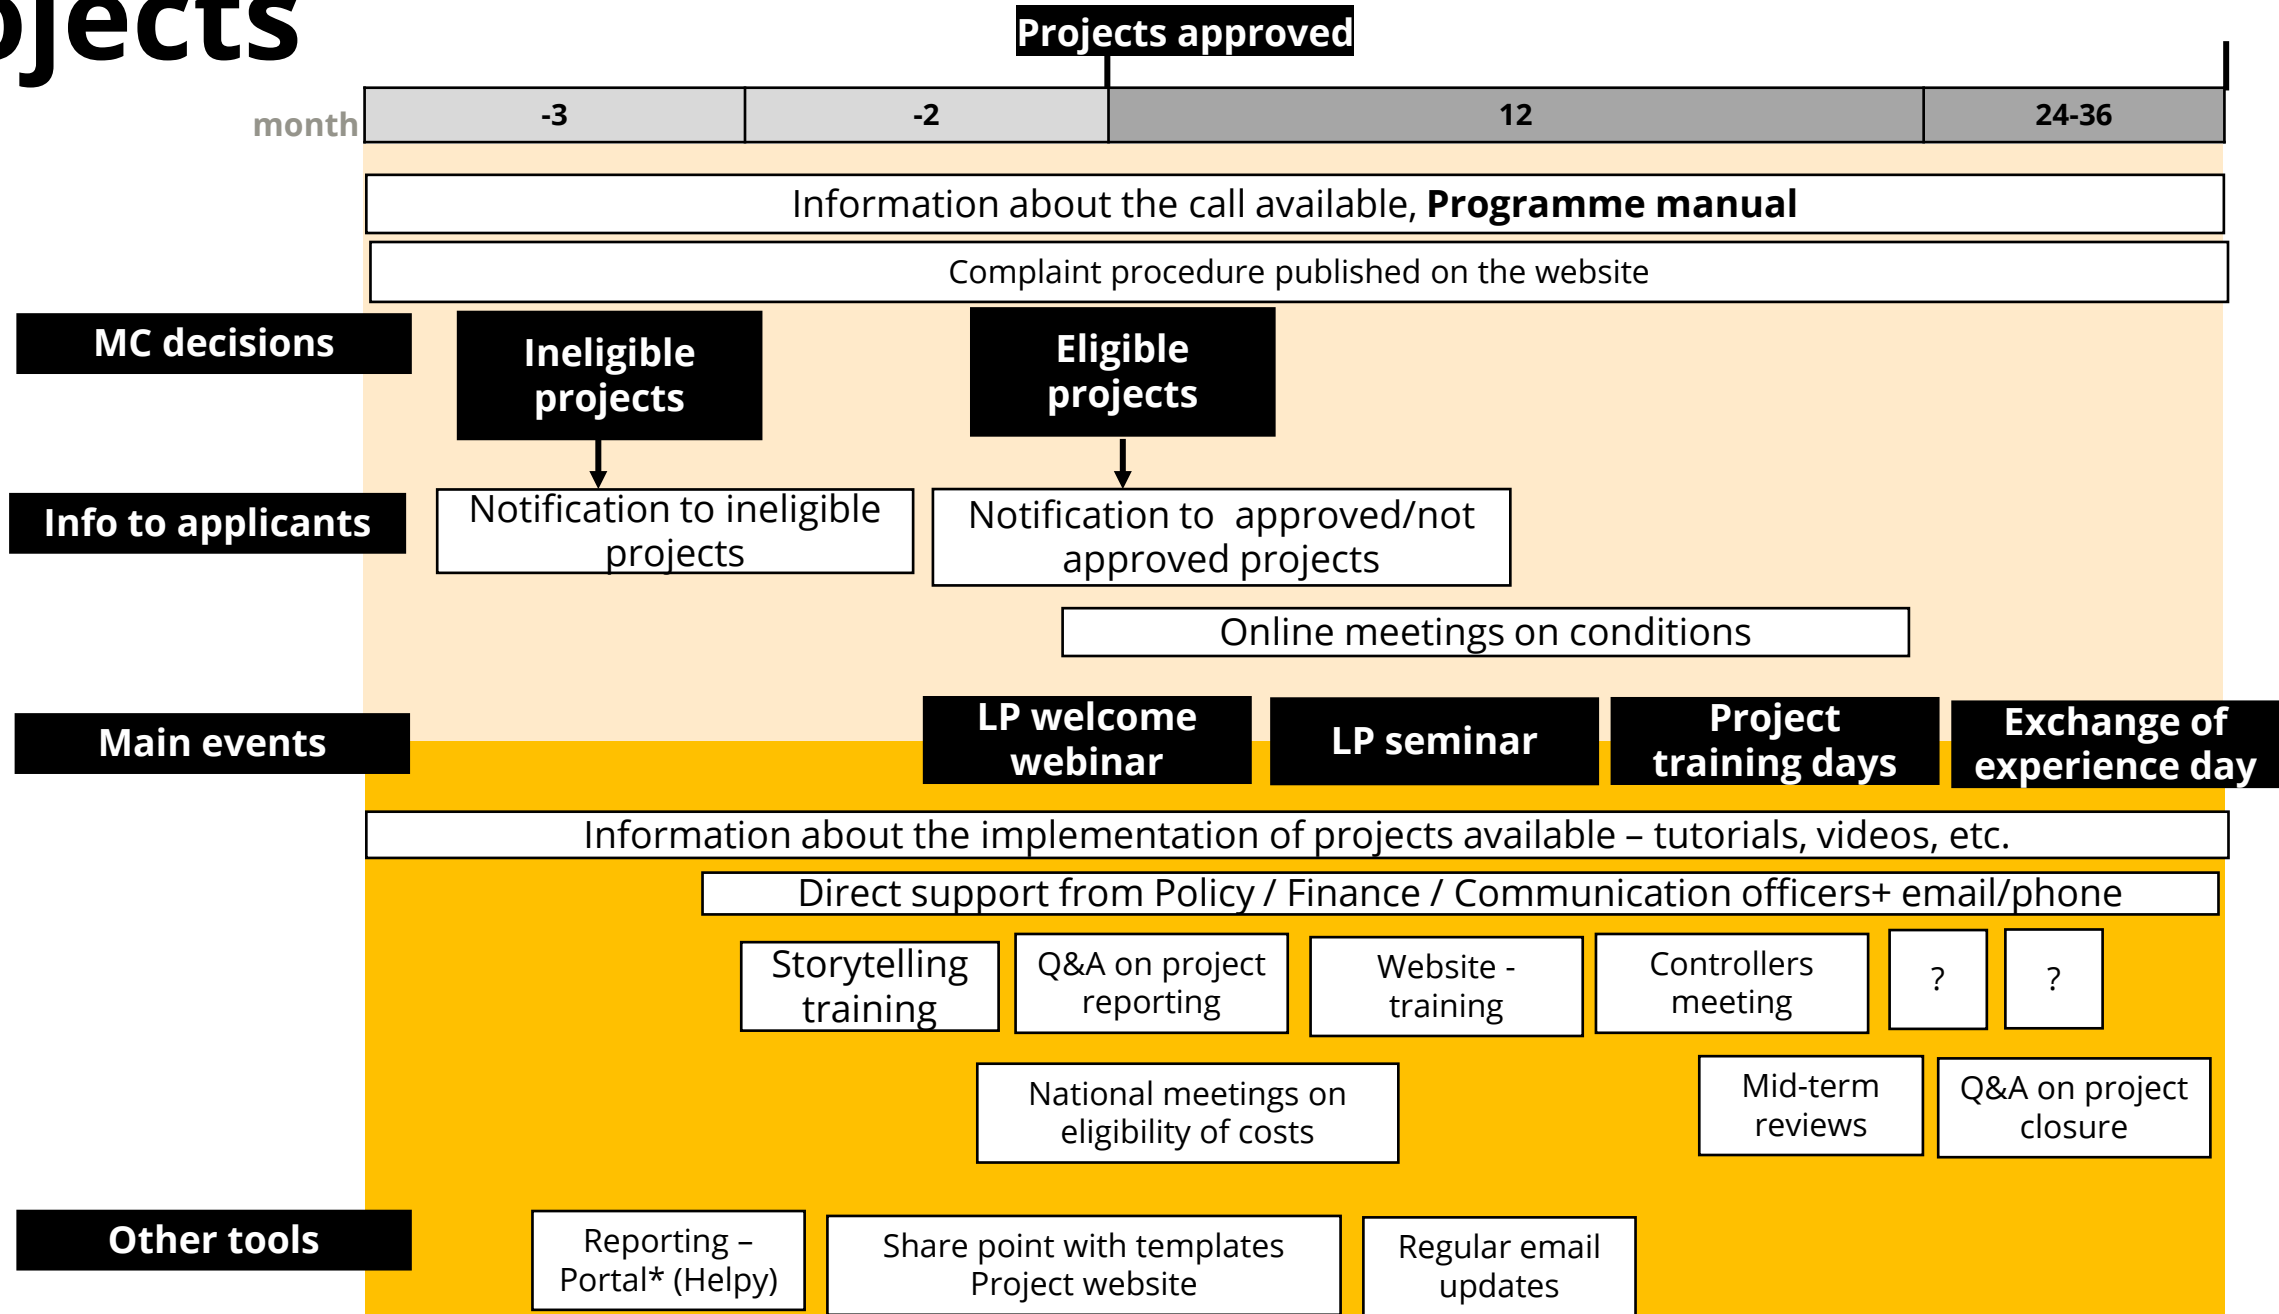 ojects
Projects approved
month
-3
-2
12
24-36
Information about the call available, Programme manual
Complaint procedure published on the website
MC decisions
Ineligible
projects
Eligible
projects
Info to applicants
Notification to ineligible
projects
Notification to  approved/not
approved projects
Online meetings on conditions
Main events
LP welcome
webinar
LP seminar
Project
training days
Exchange of
experience day
Information about the implementation of projects available – tutorials, videos, etc.
Direct support from Policy / Finance / Communication officers+ email/phone
Storytelling
training
Q&A on project
reporting
Website -
training
Controllers
meeting
?
?
National meetings on
eligibility of costs
Mid-term
reviews
Q&A on project
closure
Other tools
Reporting –
Portal* (Helpy)
Share point with templates
Project website
Regular email
updates